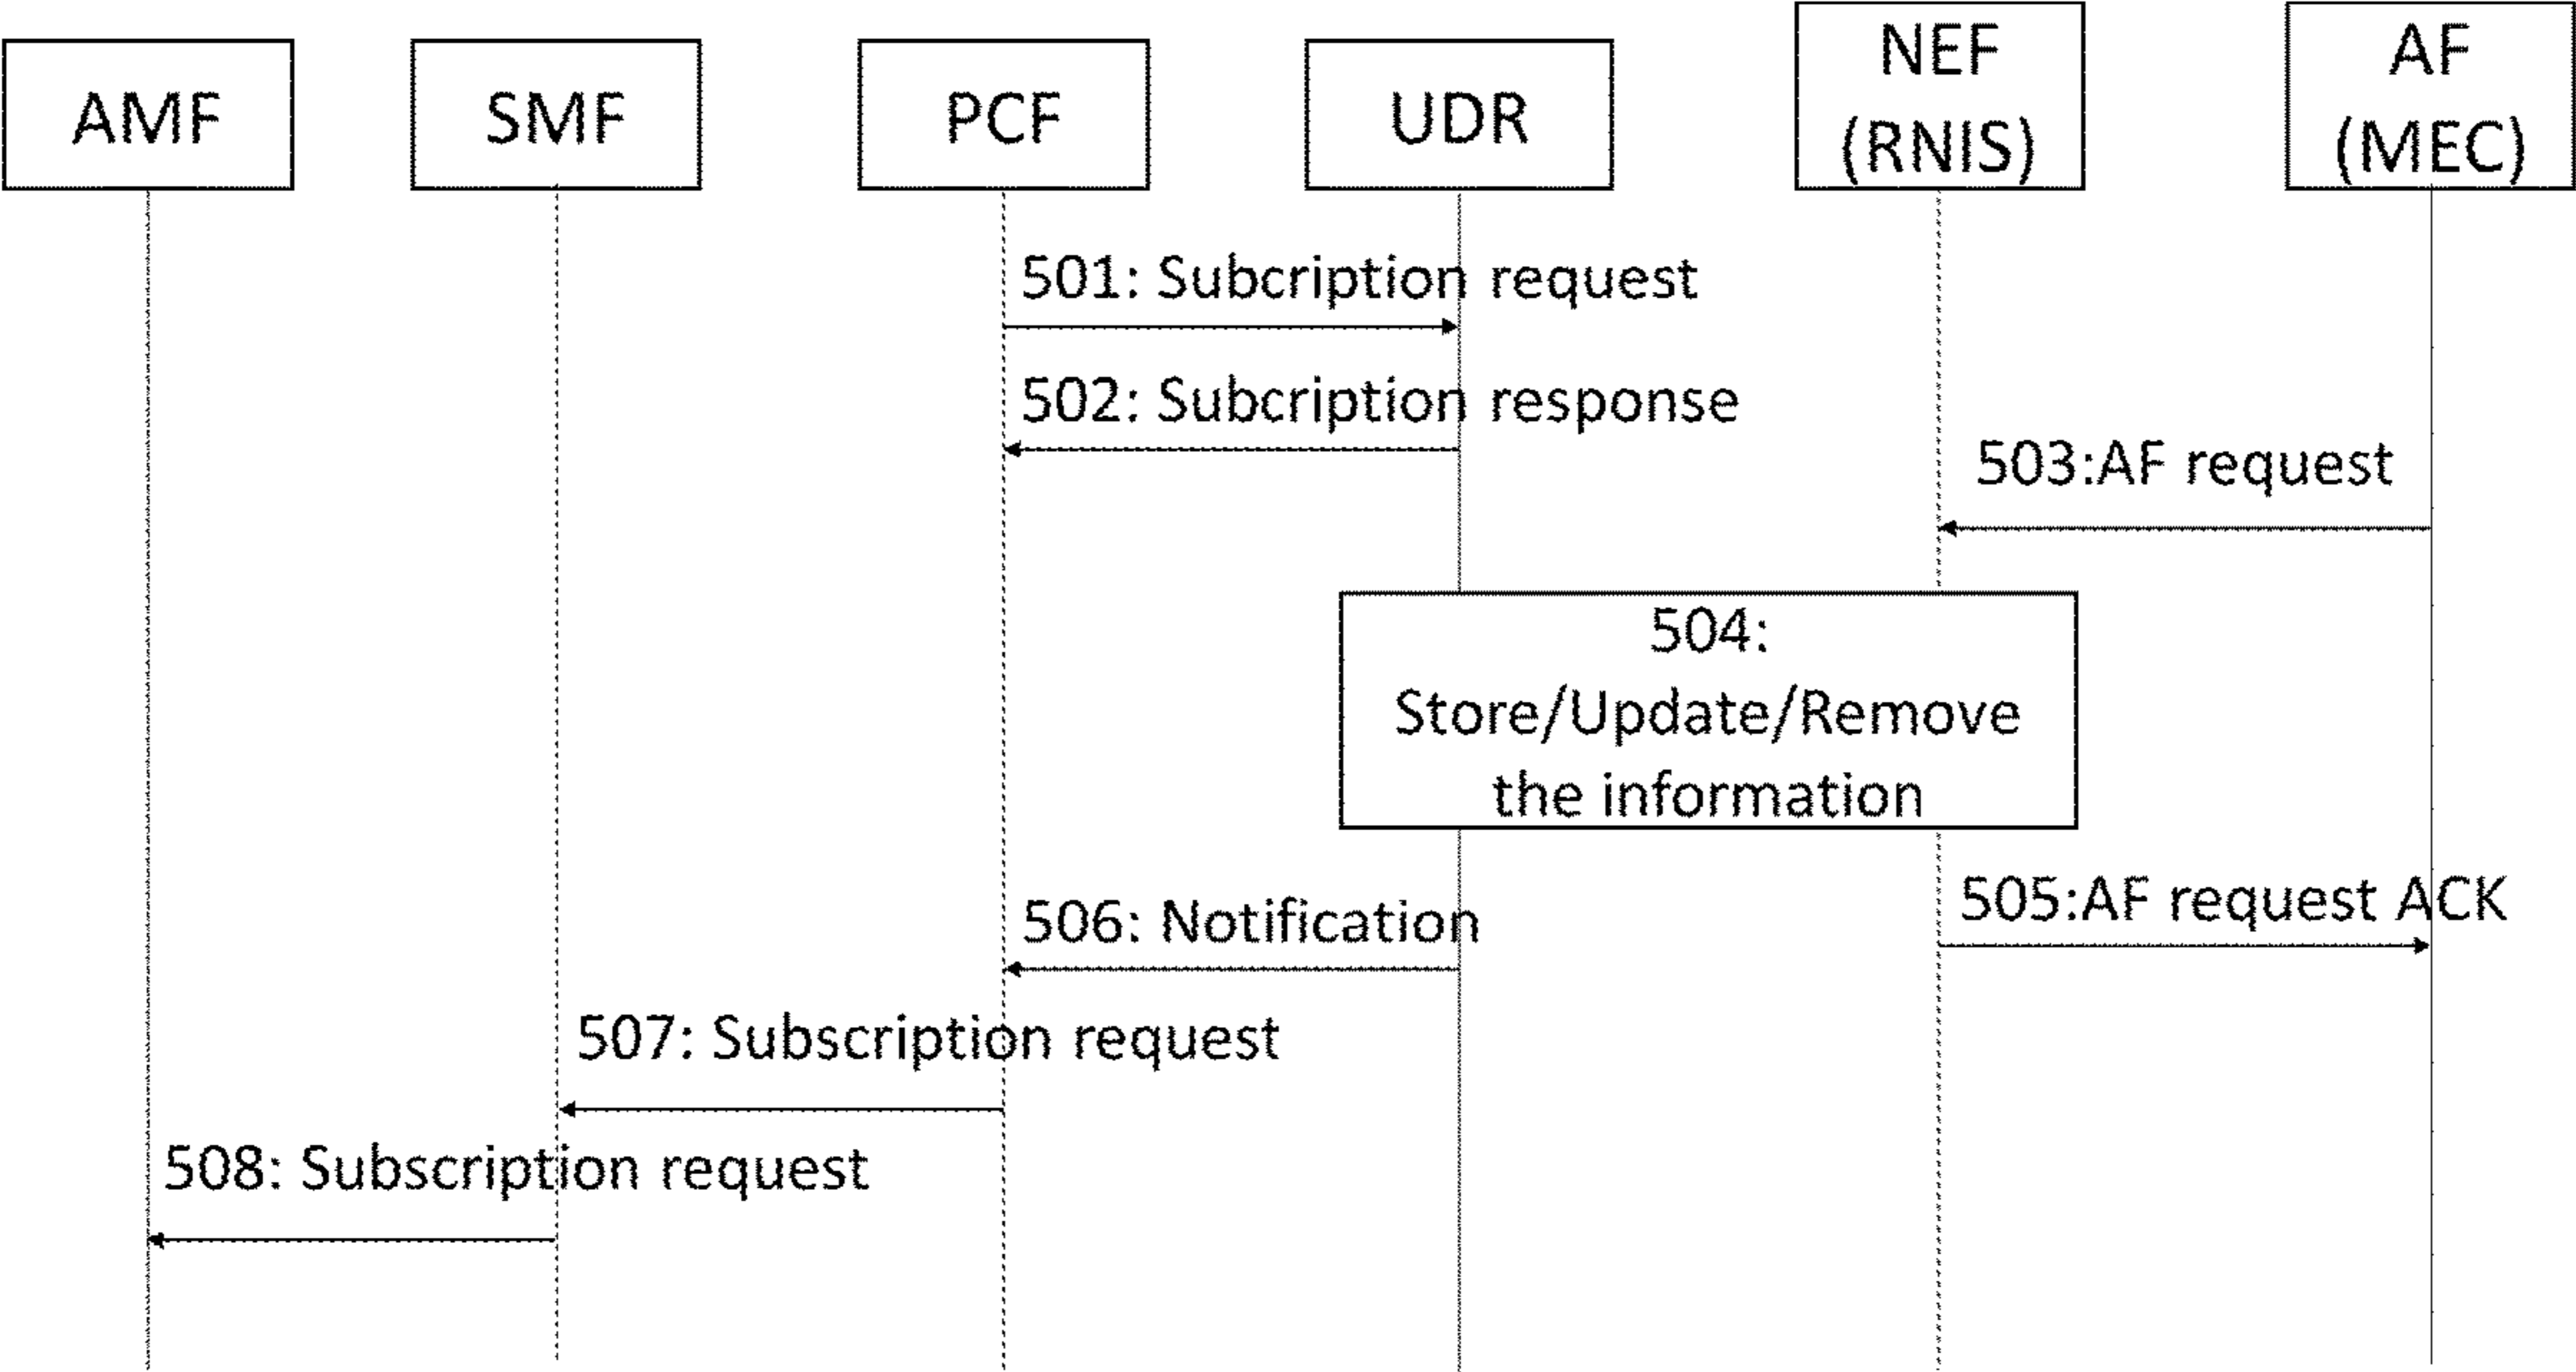 AMF
SMF
PCF
UDR
NEF
(RNIS)
AF
(MEC)
501: Subcription request
502: Subcription response
503:AF request
504:
Store/Update/Remove
the information
505:AF request ACK
506: Notification
507: Subscription request
508: Subscription request